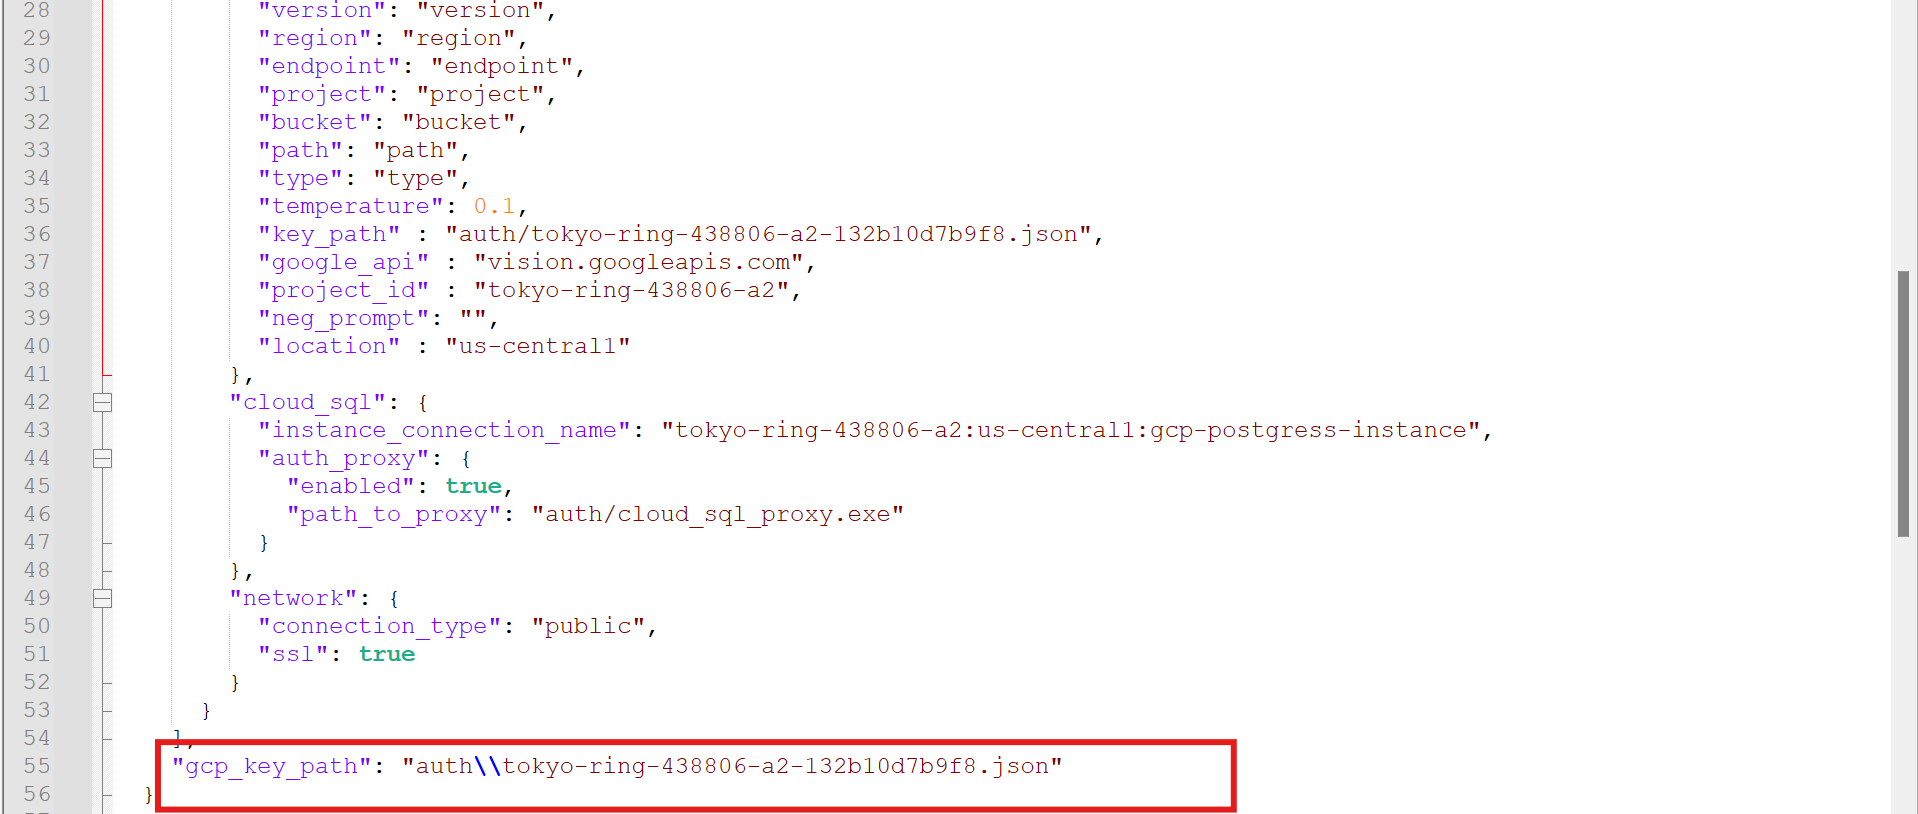 28 "version": "version",
29 "region": "region",
30 "endpoint": "endpoint",
31 "project": "project",
32 "bucket": "bucket",
33 "path": "path",
34 "type": "type",
35 "temperature": 0.1,
36 "key_path" : "auth/tokyo-ring-438806-a2-132b10d7b9f8.json",
37 "google_api" : "vision.googleapis.com",
38 "project_id" : "tokyo-ring-438806-a2",
39 "neg_prompt": "",
40 "location" : "us-central1"
41 },
42 "cloud_sql": {
43 "instance_connection_name": "tokyo-ring-438806-a2:us-central1:gcp-postgress-instance",
44 "auth_proxy": {
45 "enabled": true,
46 "path_to_proxy": "auth/cloud_sql_proxy.exe"
47 }
48 },
49 "network": {
50 "connection_type": "public",
51 "ssl": true
52 }
53 }
54 ],
55 "gcp_key_path": "auth\\tokyo-ring-438806-a2-132b10d7b9f8.json"
56 }